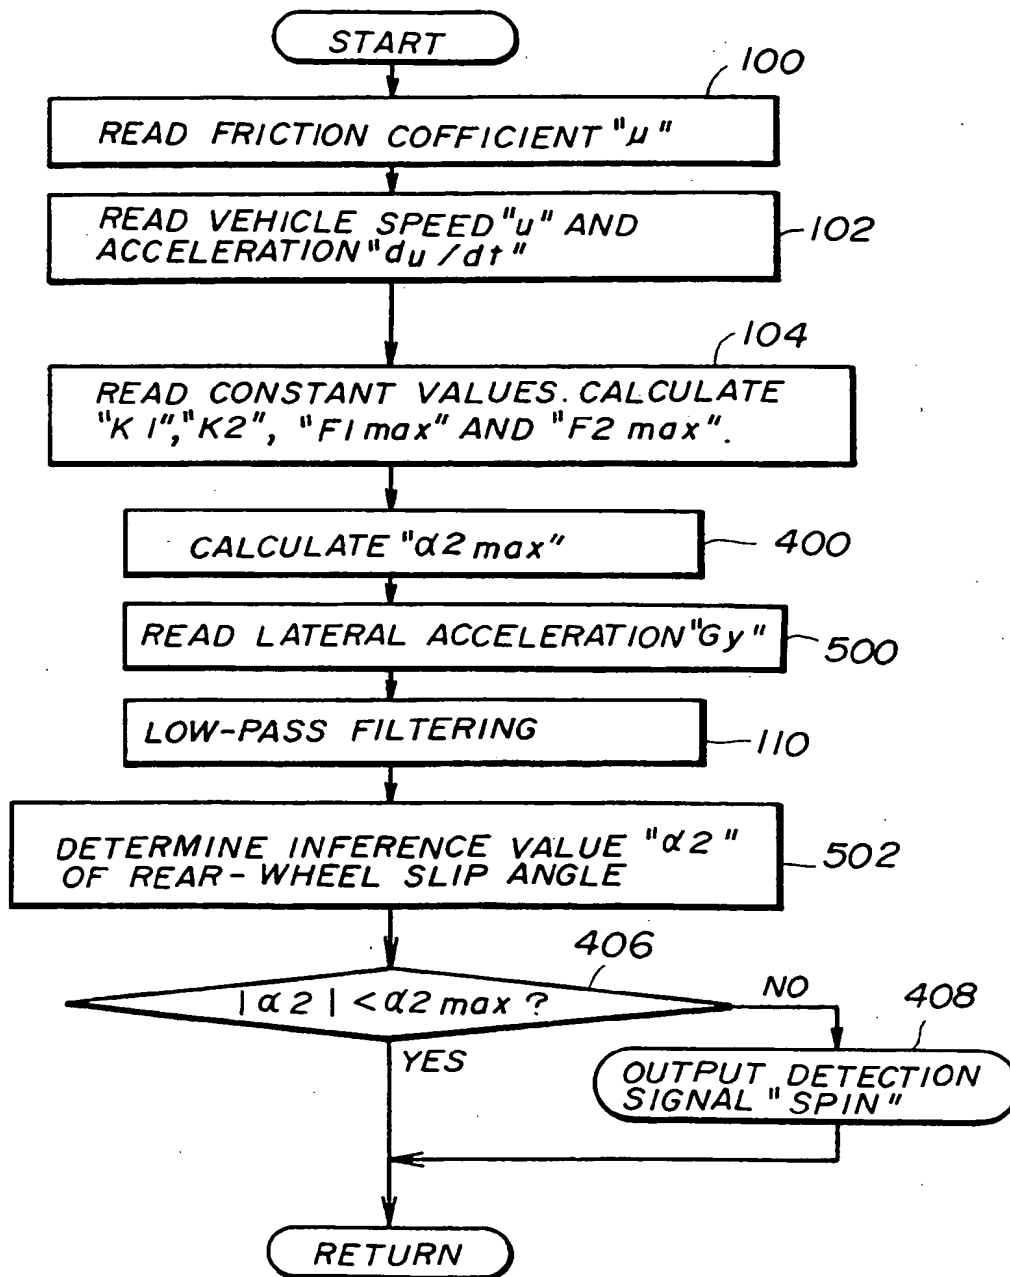 START
100
READ FRICTION COFFICIENT "μ"
READ VEHICLE SPEED "u" AND
ACCELERATION "du/dt"
102
104
READ CONSTANT VALUES. CALCULATE
"K1", "K2", "F1max" AND "F2max".
CALCULATE "α2max"
400
READ LATERAL ACCELERATION "Gy"
500
LOW-PASS FILTERING
110
DETERMINE INFERENCE VALUE "α2"
OF REAR-WHEEL SLIP ANGLE
502
406
|α2| < α2max ?
NO
408
YES
OUTPUT DETECTION
SIGNAL "SPIN"
RETURN